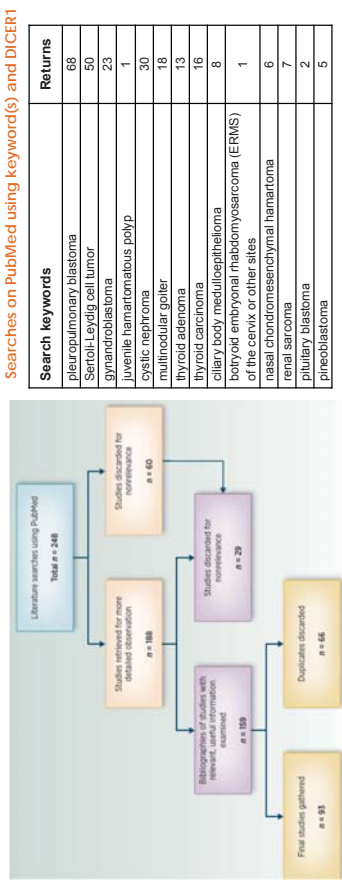 Searches on PubMed using keyword(s) and DICER1
Search keywords Returns
pleuropulmonary blastoma 68
Sertoli-Leydig cell tumor 50
gynandroblastoma 23
juvenile hamartomatous polyp 1
cystic nephroma 30
multinodular goiter 18
thyroid adenoma 13
thyroid carcinoma 16
ciliary body medulloepithelioma 8
botryoid embryonal rhabdomyosarcoma (ERMS) 1
of the cervix or other sites
nasal chondromesenchymal hamartoma 6
renal sarcoma 7
pituitary blastoma 2
pineoblastoma 5
Literature searches using PubMed
Total n = 248
Studies retrieved for more
detailed observation
n = 188
Studies discarded for
nonrelevance
n = 60
Bibliographies of studies with
relevant, useful information
examined
n = 159
Studies discarded for
nonrelevance
n = 29
Final studies gathered
n = 93
Duplicates discarded
n = 66